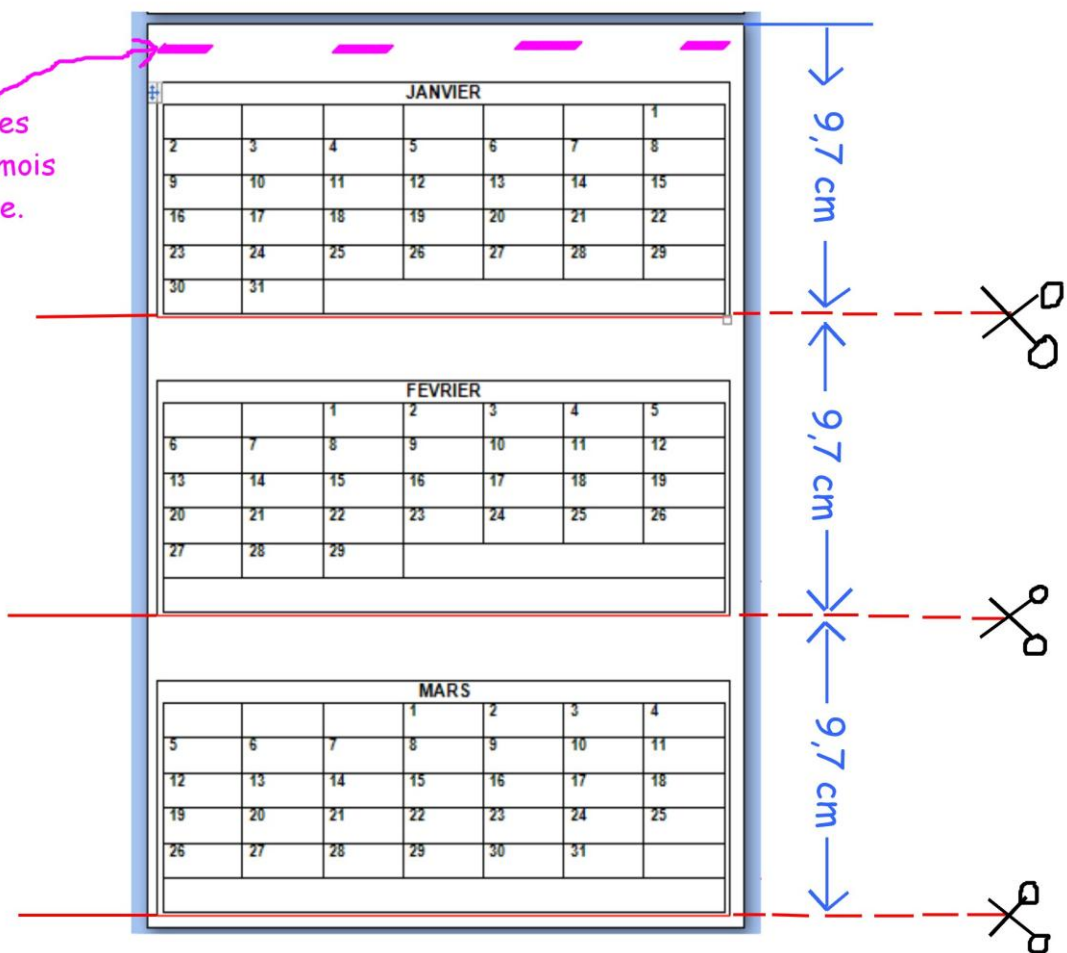 es
mois
e.
JANVIER
1
2 3 4 5 6 7 8
9 10 11 12 13 14 15
16 17 18 19 20 21 22
23 24 25 26 27 28 29
30 31
9,7 cm
FEVRIER
1 2 3 4 5
6 7 8 9 10 11 12
13 14 15 16 17 18 19
20 21 22 23 24 25 26
27 28 29
9,7 cm
MARS
1 2 3 4
5 6 7 8 9 10 11
12 13 14 15 16 17 18
19 20 21 22 23 24 25
26 27 28 29 30 31
9,7 cm